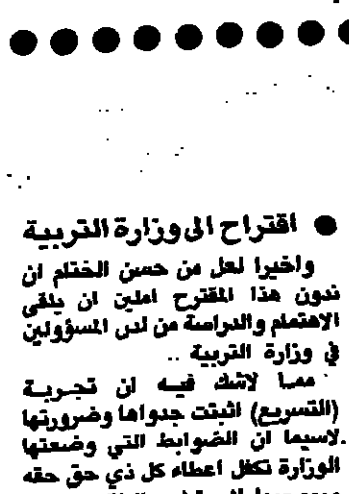 ● اقتراح الى وزارة التربية
واخيرا لعل من حسن الختام ان
ندون هذا المقترح املين ان يلقى
الاهتمام والدراسة من لدن المسؤولين
في وزارة التربية ..
مما لاشك فيه ان تجربة
(التسريع) اثبتت جدواها وضرورتها
لاسيما ان الضوابط التي وضعتها
الوزارة تكفل اعطاء كل ذي حق حقه